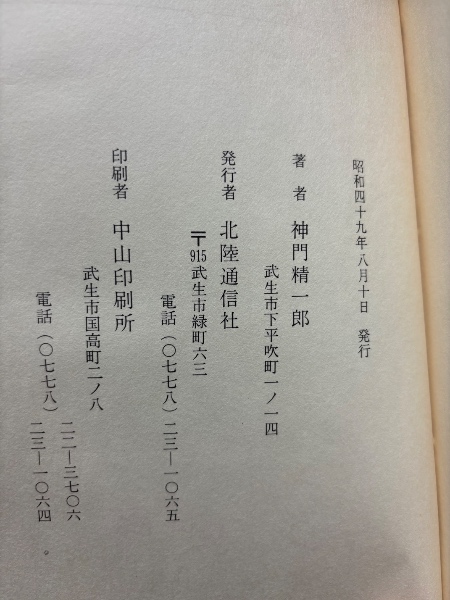 昭和四十九年八月十日 発行
著者 神門精一郎
武生市下平吹町一ノ一四
発行者 北陸通信社
〒915武生市緑町六三
電話(〇七七八)二三―一〇六五
印刷者 中山印刷所
武生市国高町二ノ八
電話(〇七七八)二二―三七〇六
二三―一〇六四